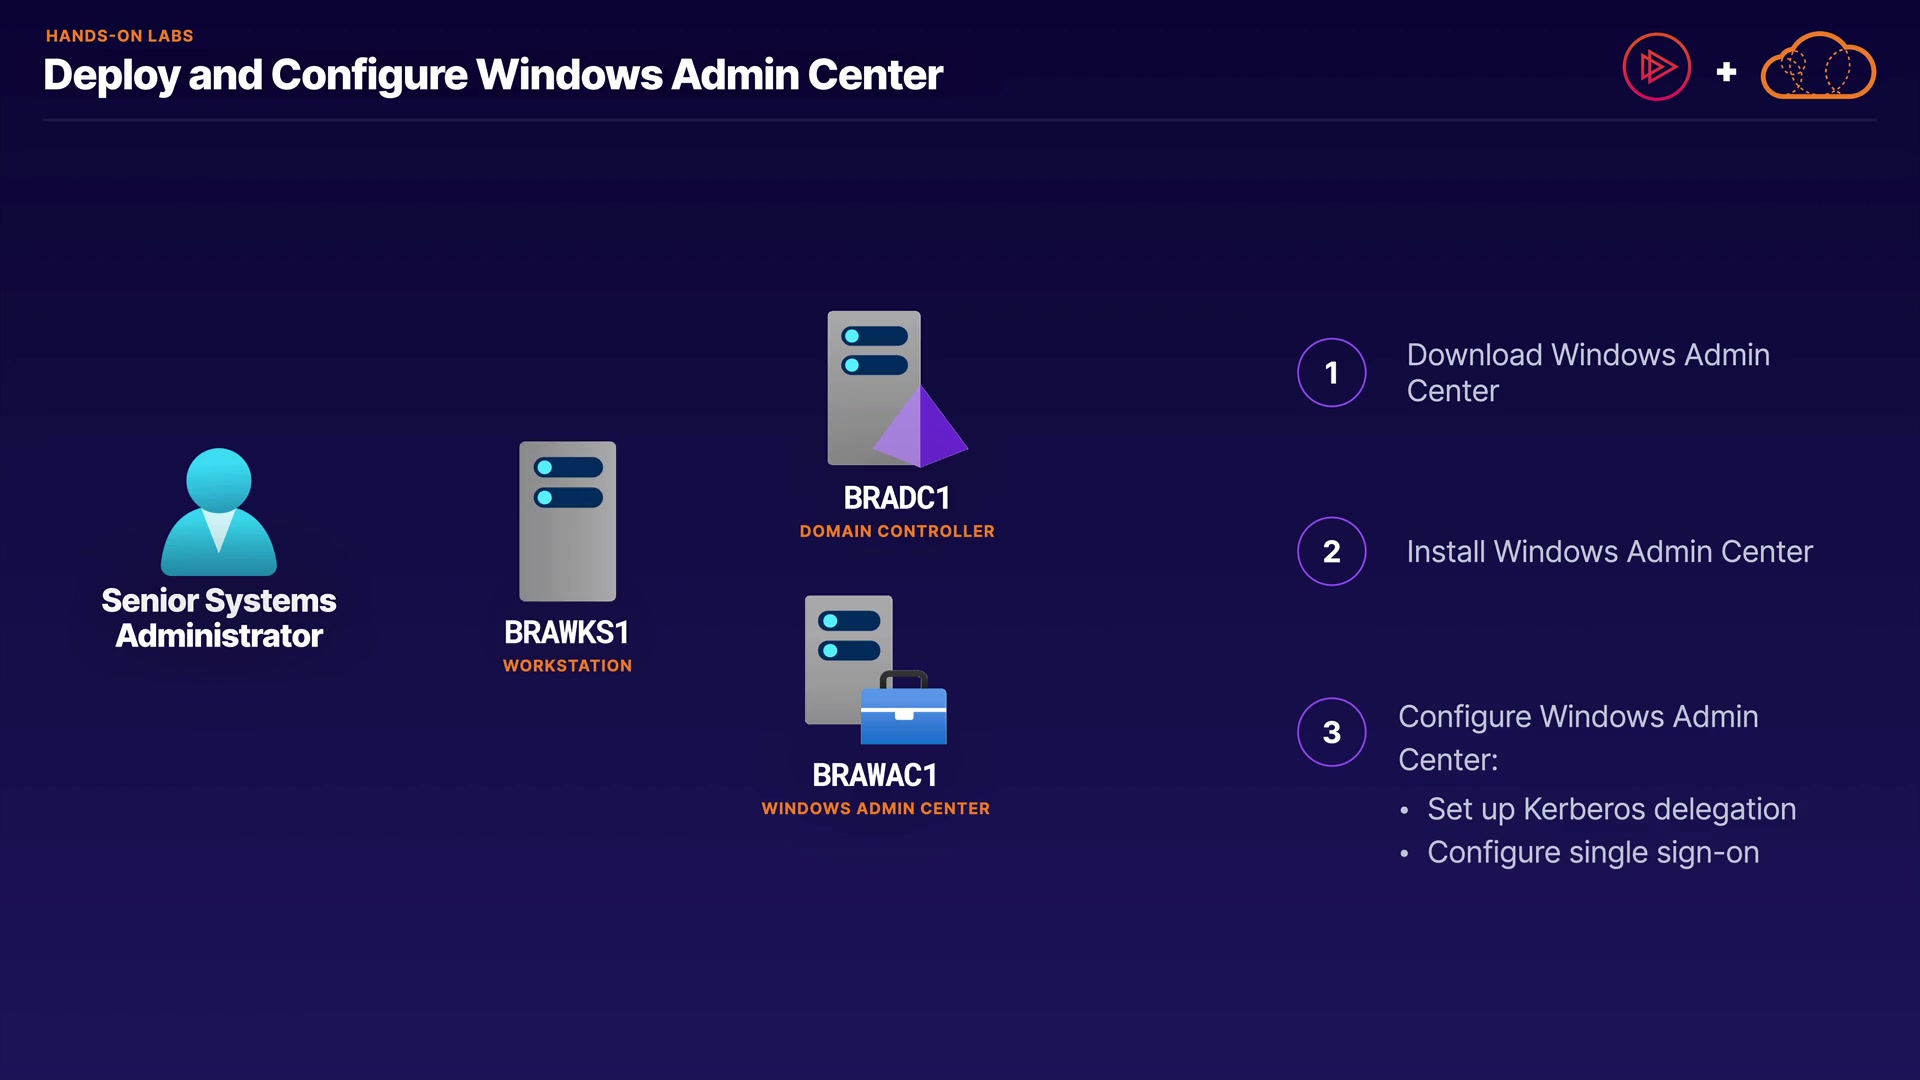 HANDS-ON LABS
Deploy and Configure Windows Admin Center
Senior Systems
Administrator
BRAWKS1
WORKSTATION
BRADC1
DOMAIN CONTROLLER
BRAWAC1
WINDOWS ADMIN CENTER
1
Download Windows Admin
Center
2
Install Windows Admin Center
3
Configure Windows Admin
Center:
• Set up Kerberos delegation
• Configure single sign-on